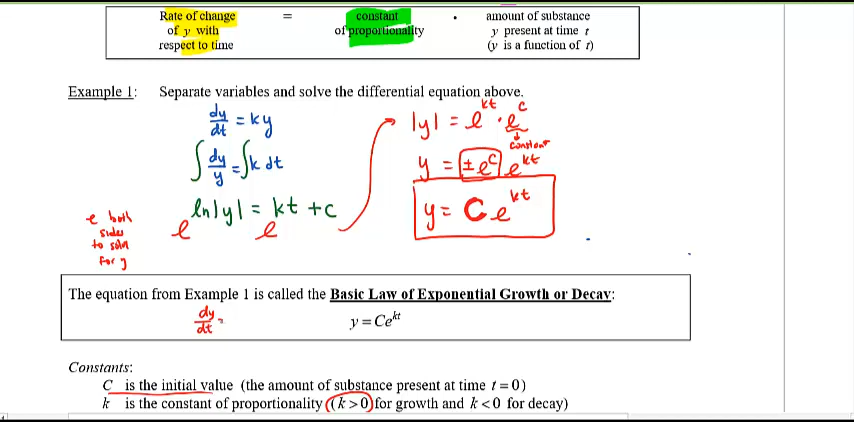 Rate of change = constant · amount of substance
of y with of proportionality y present at time t
respect to time (y is a function of t)
Example 1: Separate variables and solve the differential equation above.
dy/dt = ky
∫ dy/y = ∫ k dt
ln|y| = kt + c
e e
e both
sides
to solve
for y
|y| = e^kt · e^c
constant
y = ±e^c e^kt
y = C e^kt
The equation from Example 1 is called the Basic Law of Exponential Growth or Decay:
dy/dt = y = Ce^kt
Constants:
C is the initial value (the amount of substance present at time t = 0)
k is the constant of proportionality (k > 0 for growth and k < 0 for decay)